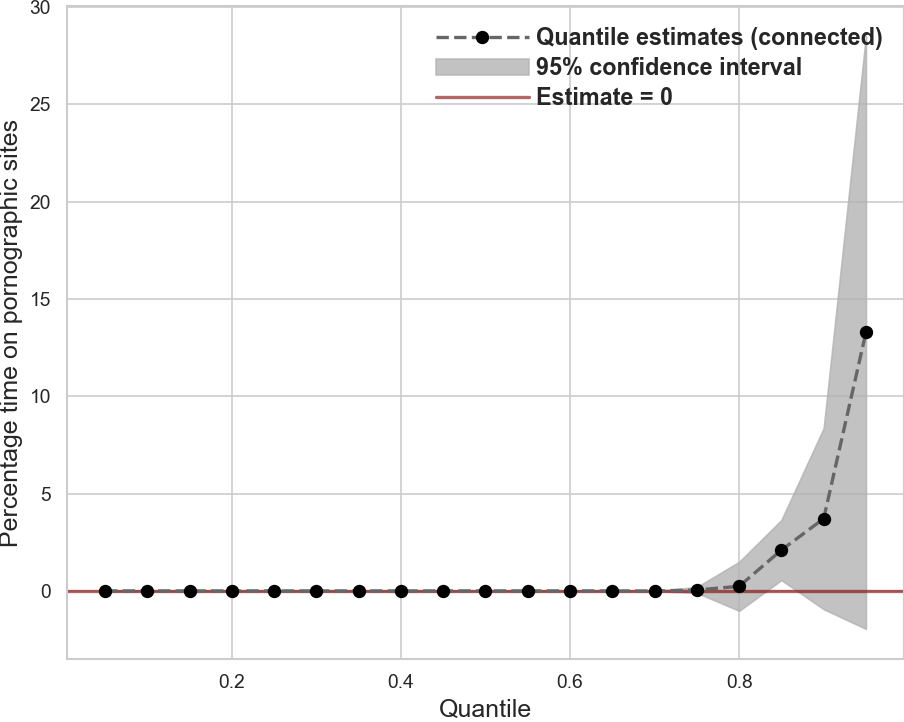 30
25
20
15
10
5
0
Percentage time on pornographic sites
Quantile estimates (connected)
95% confidence interval
Estimate = 0
0.2 0.4 0.6 0.8
Quantile